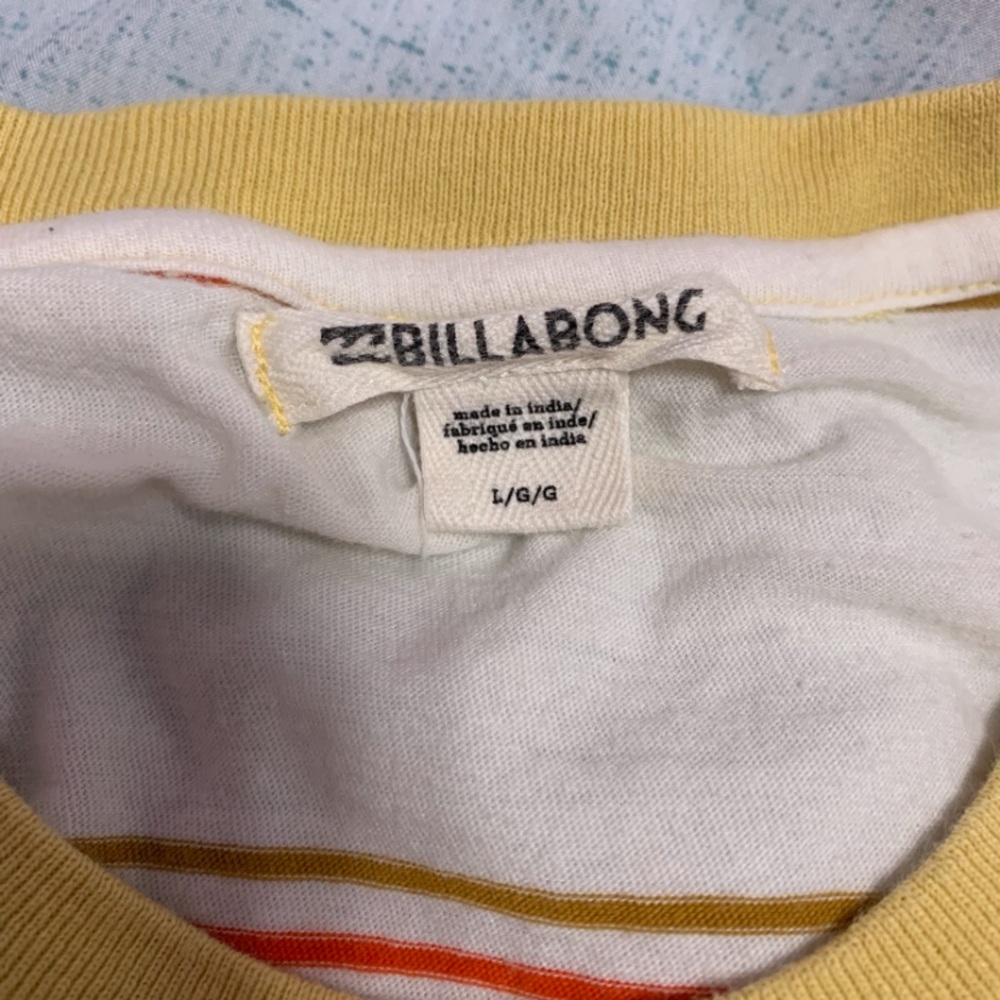 BILLABONG
made in india/
fabriqué en inde/
hecho en india
L/G/G